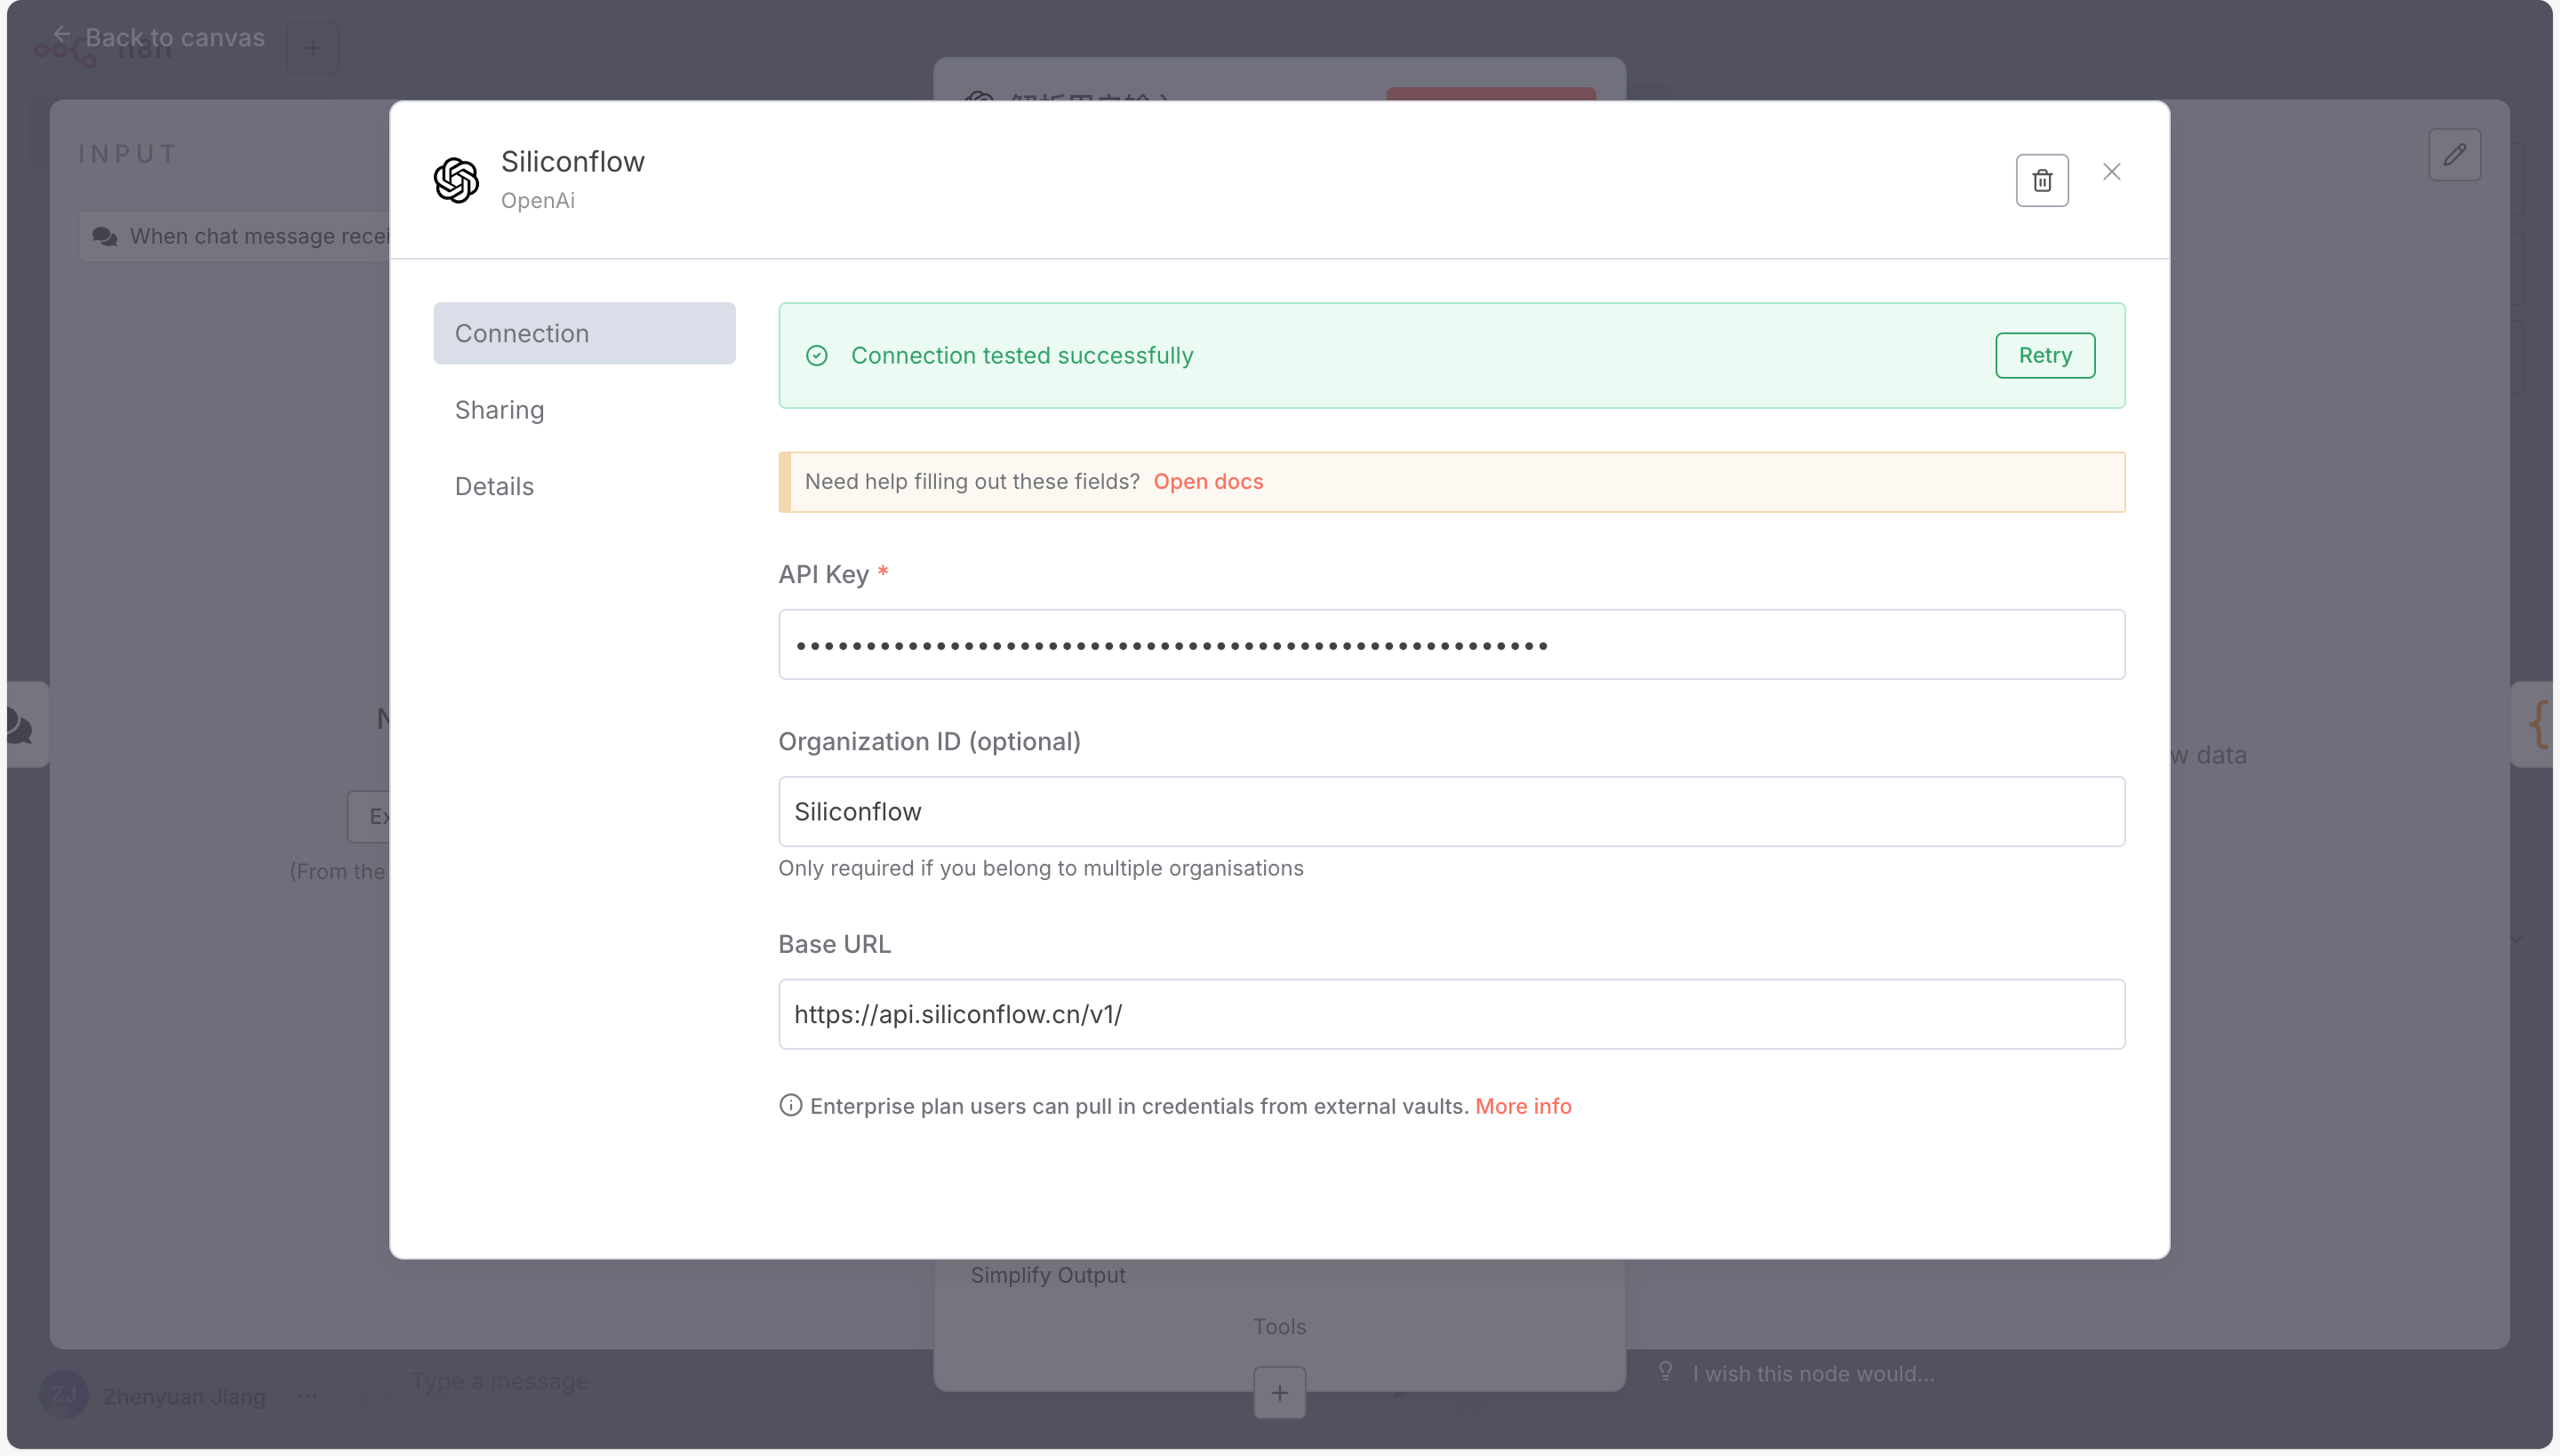 Back to canvas
n8n
INPUT
When chat message recei
(From the
w data
Siliconflow
OpenAi
Connection
Sharing
Details
Connection tested successfully
Retry
Need help filling out these fields? Open docs
API Key *
••••••••••••••••••••••••••••••••••••••••••••••••••••••
Organization ID (optional)
Siliconflow
Only required if you belong to multiple organisations
Base URL
https://api.siliconflow.cn/v1/
Enterprise plan users can pull in credentials from external vaults. More info
Simplify Output
Tools
I wish this node would...
Type a message
ZJ
Zhenyuan Jiang